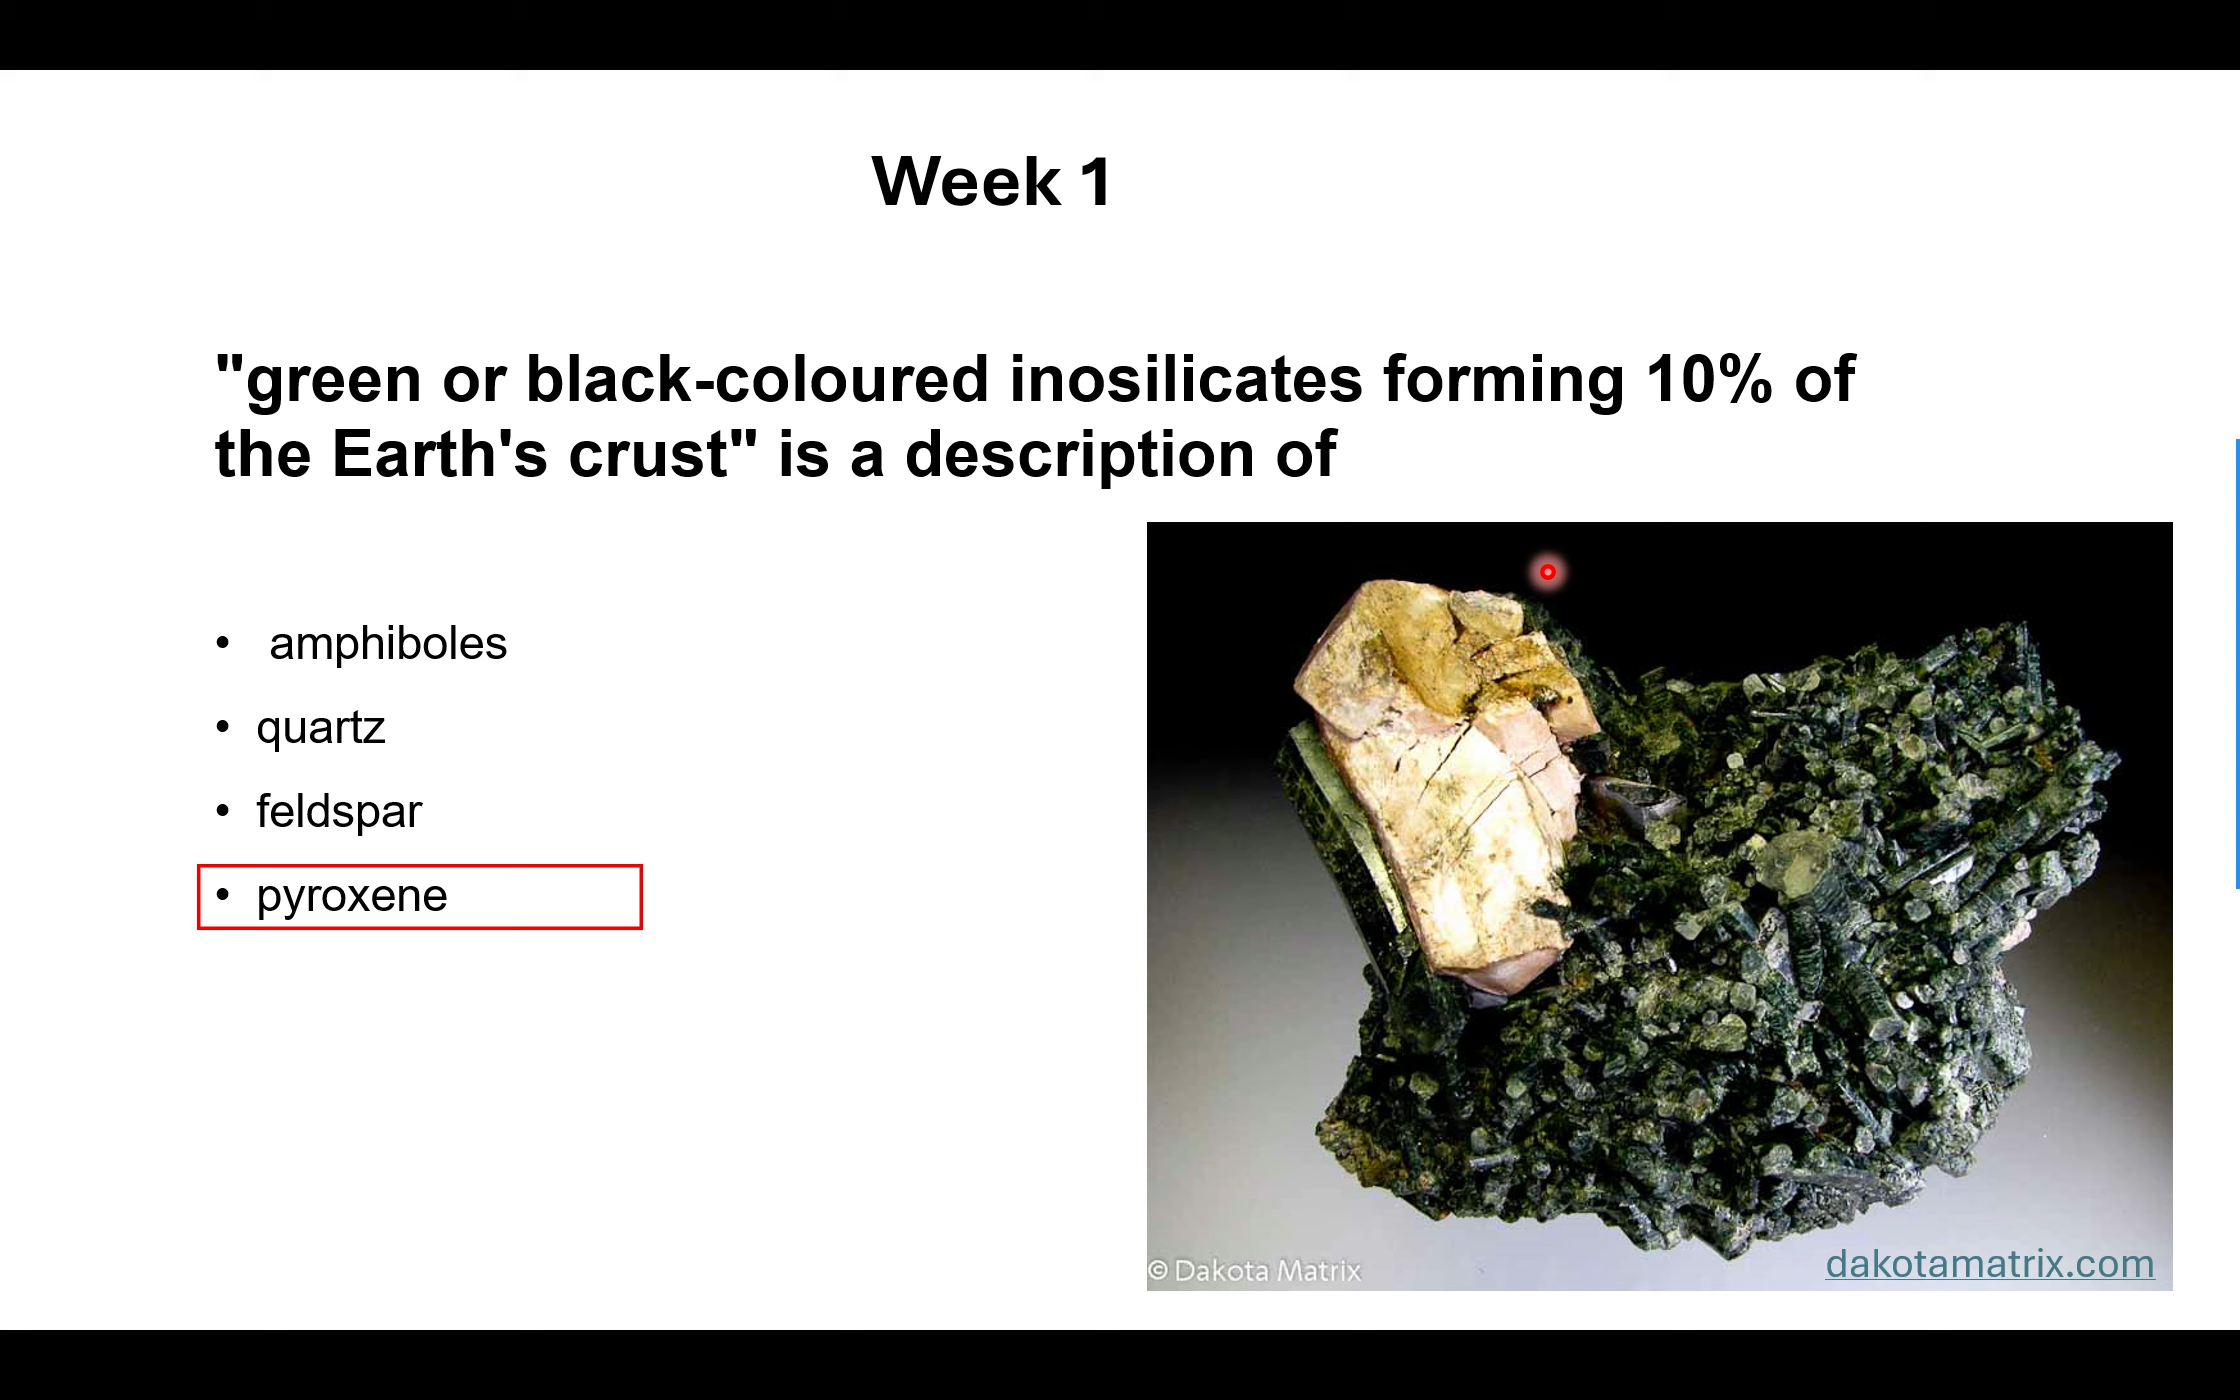 Week 1
"green or black-coloured inosilicates forming 10% of
the Earth's crust" is a description of
• amphiboles
• quartz
• feldspar
• pyroxene
© Dakota Matrix
dakotamatrix.com